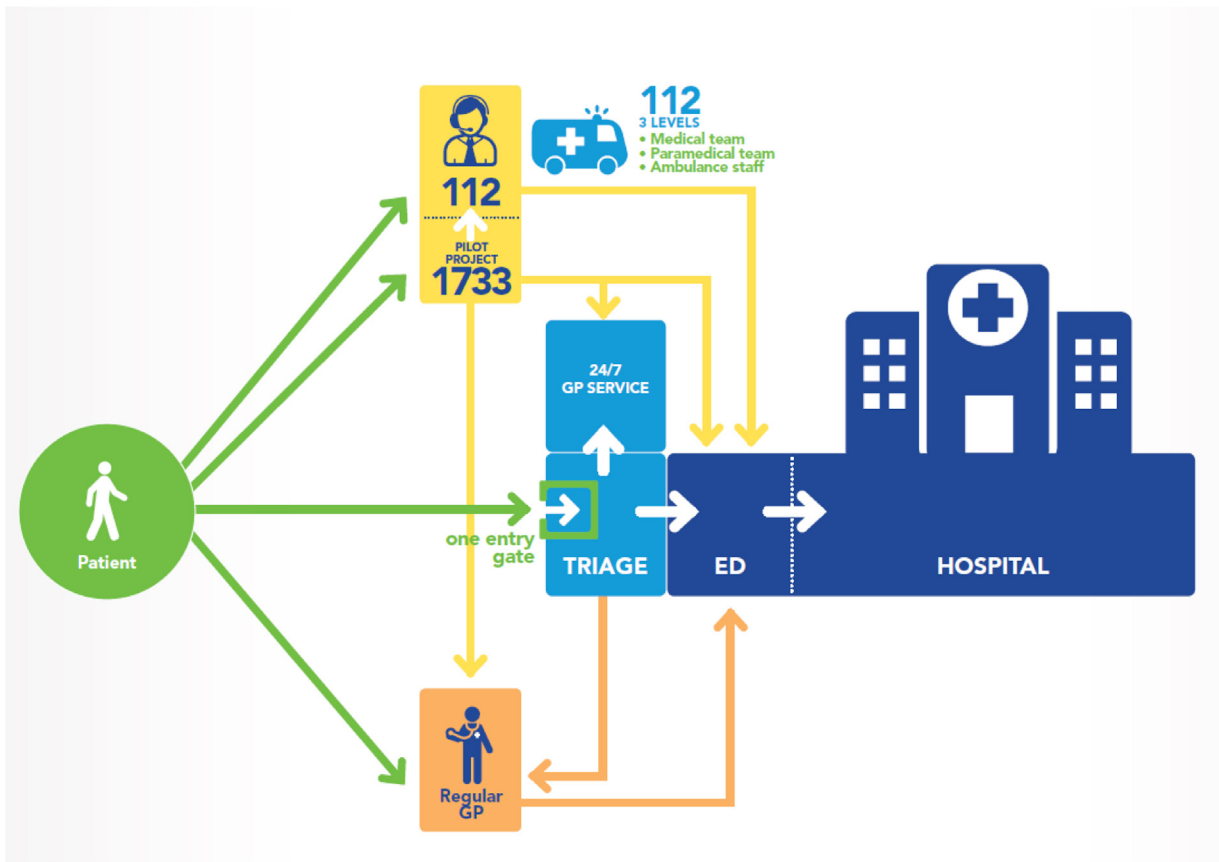 112
3 LEVELS
• Medical team
• Paramedical team
• Ambulance staff
112
PILOT
PROJECT
1733
24/7
GP SERVICE
Patient
one entry
gate
TRIAGE
ED
HOSPITAL
Regular
GP